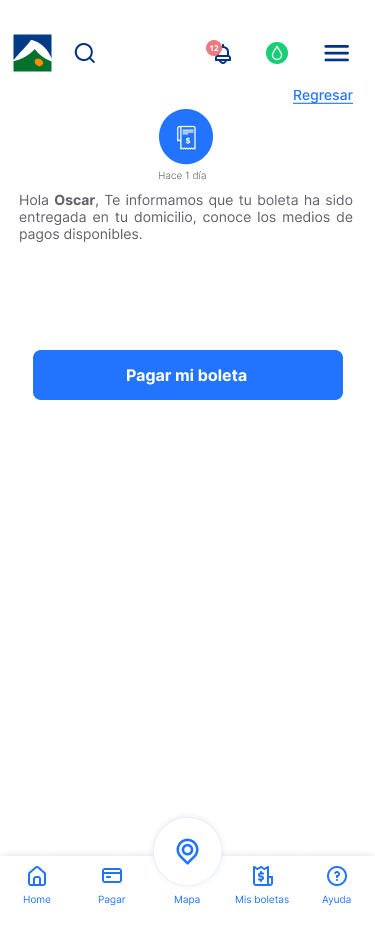 12
Regresar
Hace 1 día
Hola Oscar, Te informamos que tu boleta ha sido
entregada en tu domicilio, conoce los medios de
pagos disponibles.
Pagar mi boleta
Home
Pagar
Mapa
Mis boletas
Ayuda